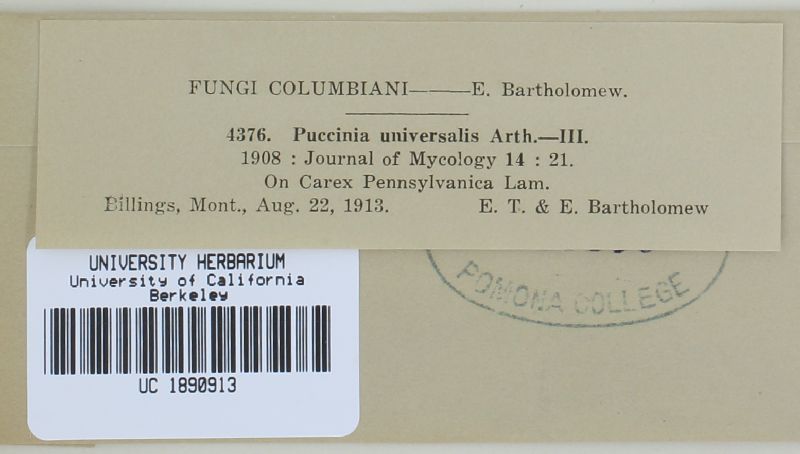 FUNGI COLUMBIANI———E. Bartholomew.
4376. Puccinia universalis Arth.—III.
1908 : Journal of Mycology 14 : 21.
On Carex Pennsylvanica Lam.
Billings, Mont., Aug. 22, 1913. E. T. & E. Bartholomew
POMONA COLLEGE
UNIVERSITY HERBARIUM
University of California
Berkeley
UC 1890913